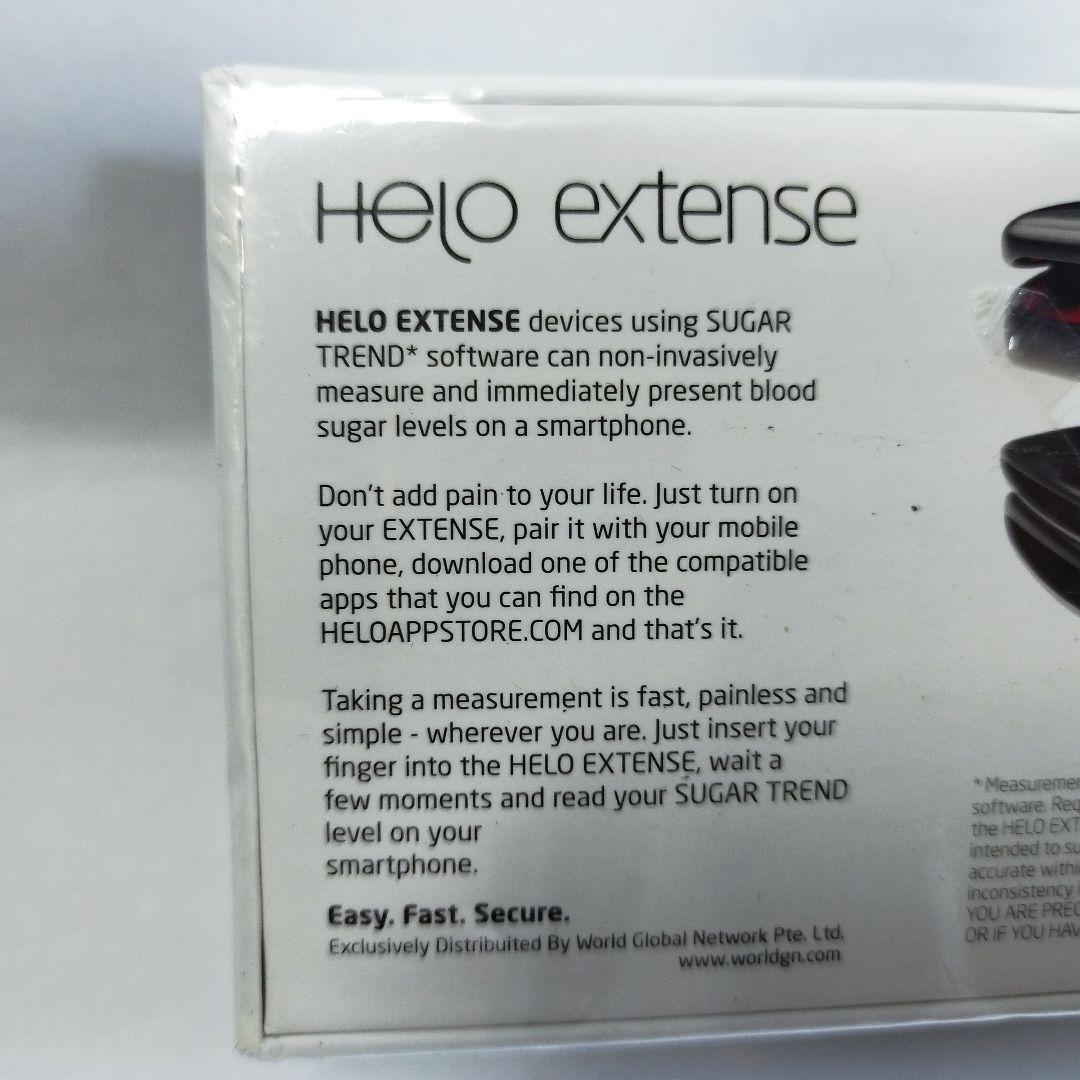 Helo extense
HELO EXTENSE devices using SUGAR
TREND* software can non-invasively
measure and immediately present blood
sugar levels on a smartphone.
Don't add pain to your life. Just turn on
your EXTENSE, pair it with your mobile
phone, download one of the compatible
apps that you can find on the
HELOAPPSTORE.COM and that's it.
Taking a measurement is fast, painless and
simple - wherever you are. Just insert your
finger into the HELO EXTENSE, wait a
few moments and read your SUGAR TREND
level on your
smartphone.
Easy. Fast. Secure.
Exclusively Distribuited By World Global Network Pte. Ltd.
www.worldgn.com
software.
the HELO
intended to
accurate
inconsistency
YOU ARE
OR IF YOU